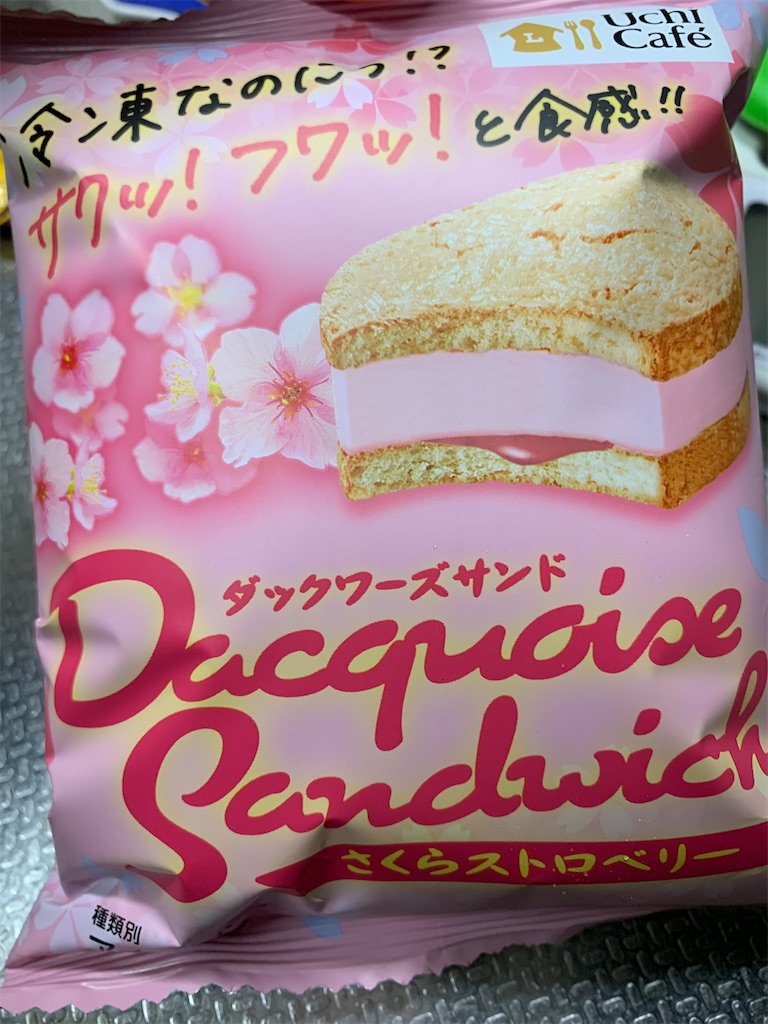 Uchi
Café
冷凍なのにっ!?
サクッ!フワッ!と食感!!
ダックワーズサンド
Dacquoise
Sandwich
さくらストロベリー
種類別